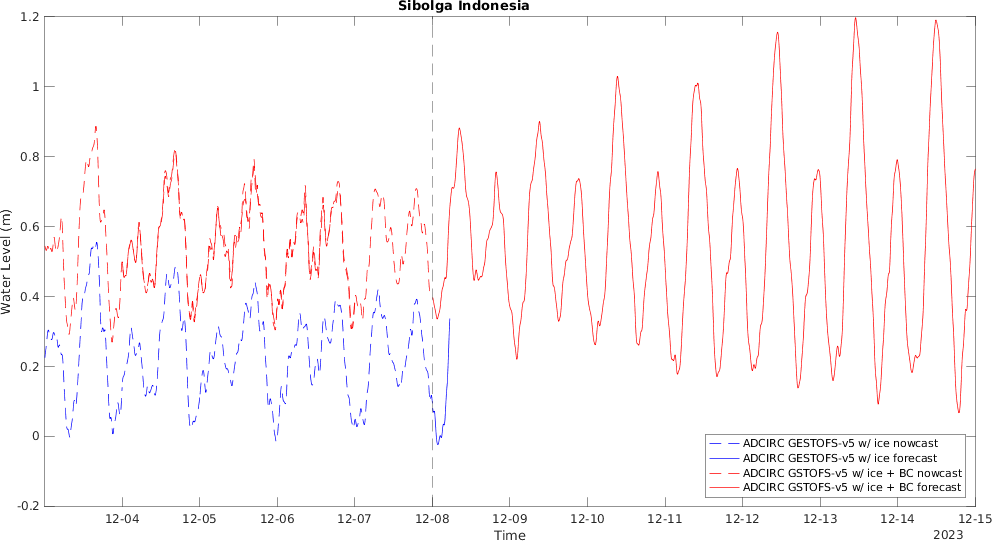 Sibolga Indonesia
1.2
1
0.8
0.6
0.4
0.2
0
-0.2
Water Level (m)
12-04 12-05 12-06 12-07 12-08 12-09 12-10 12-11 12-12 12-13 12-14 12-15
Time
2023
ADCIRC GESTOFS-v5 w/ ice nowcast
ADCIRC GESTOFS-v5 w/ ice forecast
ADCIRC GSTOFS-v5 w/ ice + BC nowcast
ADCIRC GSTOFS-v5 w/ ice + BC forecast